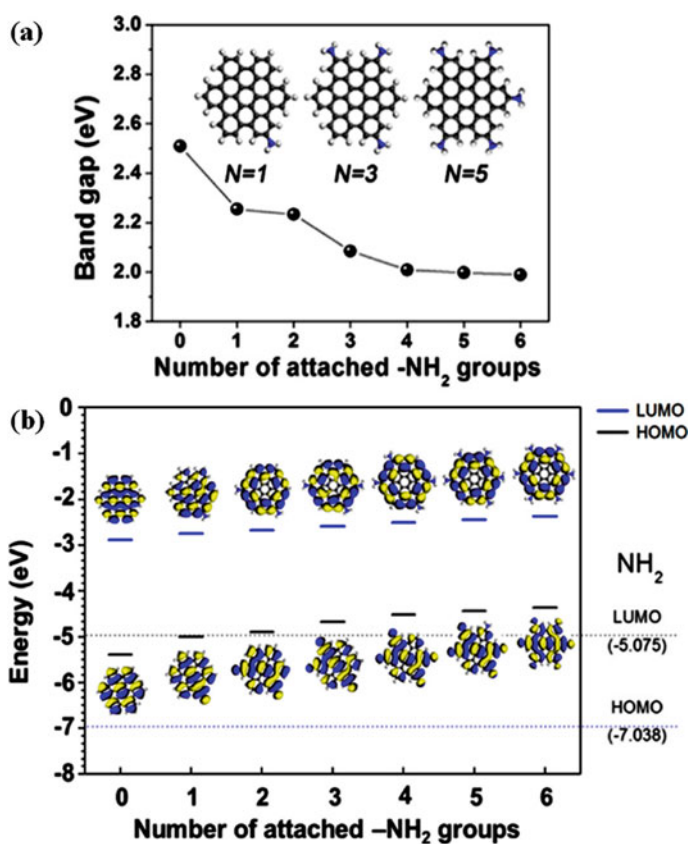 (a)
3.0
2.8
2.6
2.4
2.2
2.0
1.8
Band gap (eV)
N=1 N=3 N=5
0 1 2 3 4 5 6
Number of attached -NH2 groups
(b)
0
-1
-2
-3
-4
-5
-6
-7
-8
Energy (eV)
LUMO
HOMO
NH2
LUMO
(-5.075)
HOMO
(-7.038)
0 1 2 3 4 5 6
Number of attached –NH2 groups